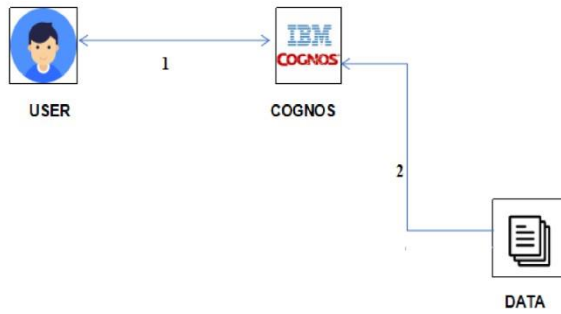 IBM
COGNOS
1
USER
COGNOS
2
DATA